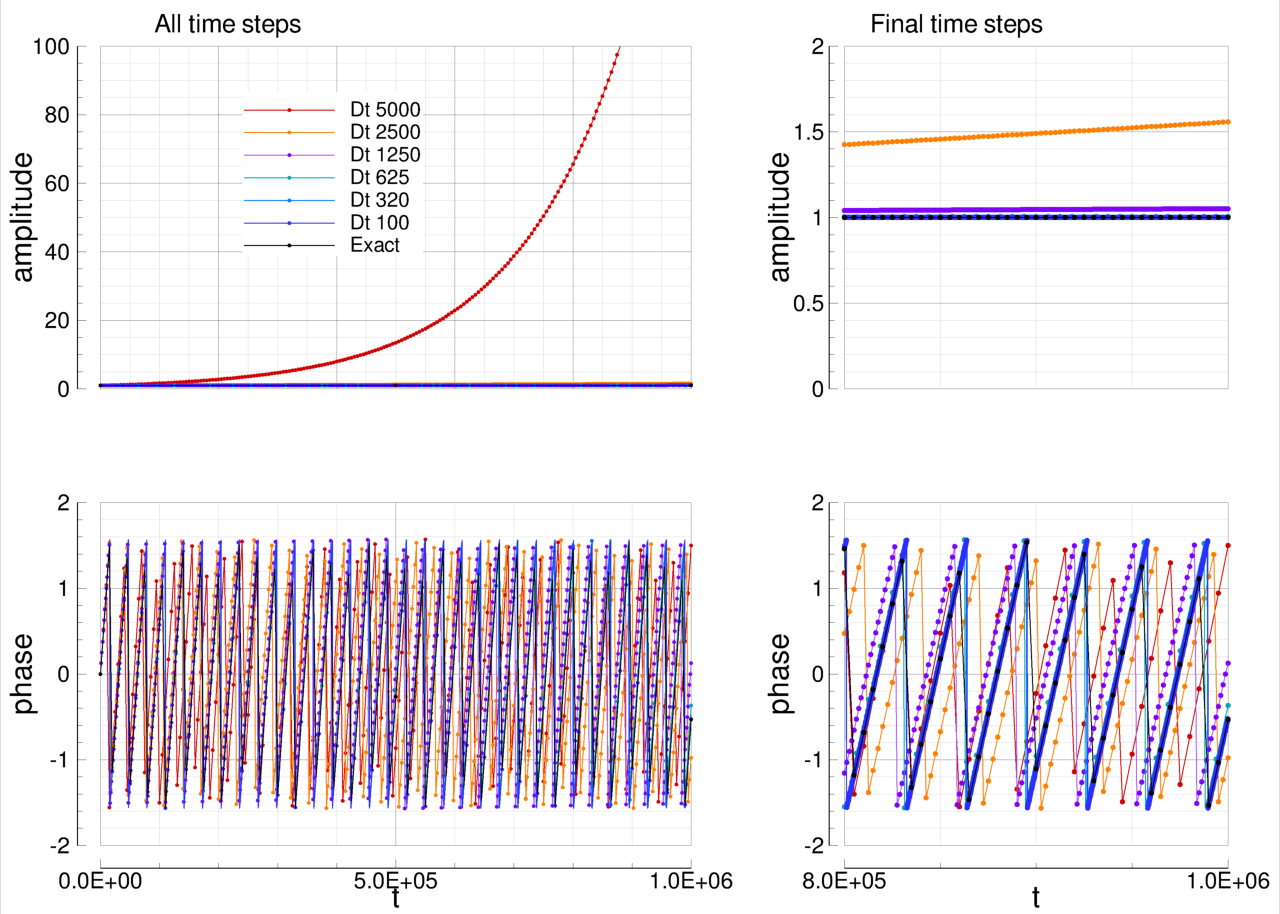 All time steps
Final time steps
100
80
60
40
20
0
amplitude
Dt 5000
Dt 2500
Dt 1250
Dt 625
Dt 320
Dt 100
Exact
2
1.5
1
0.5
0
amplitude
2
1
0
-1
-2
phase
0.0E+00
5.0E+05
1.0E+06
t
2
1
0
-1
-2
phase
8.0E+05
1.0E+06
t